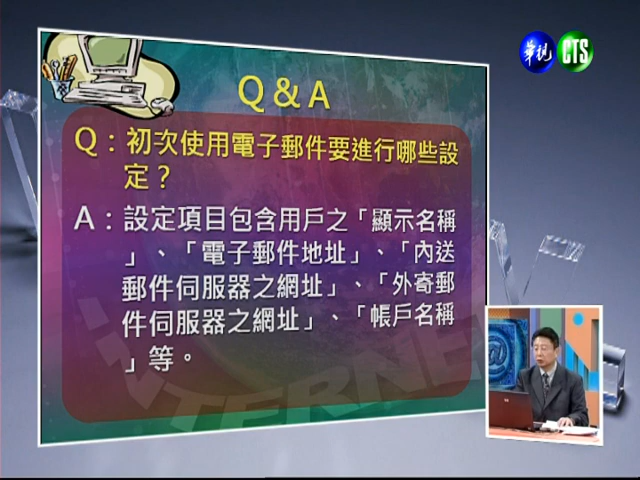 華視 CTS
Q & A
Q：初次使用電子郵件要進行哪些設
定？
A：設定項目包含用戶之「顯示名稱
」、「電子郵件地址」、「內送
郵件伺服器之網址」、「外寄郵
件伺服器之網址」、「帳戶名稱
」等。
INTERNET